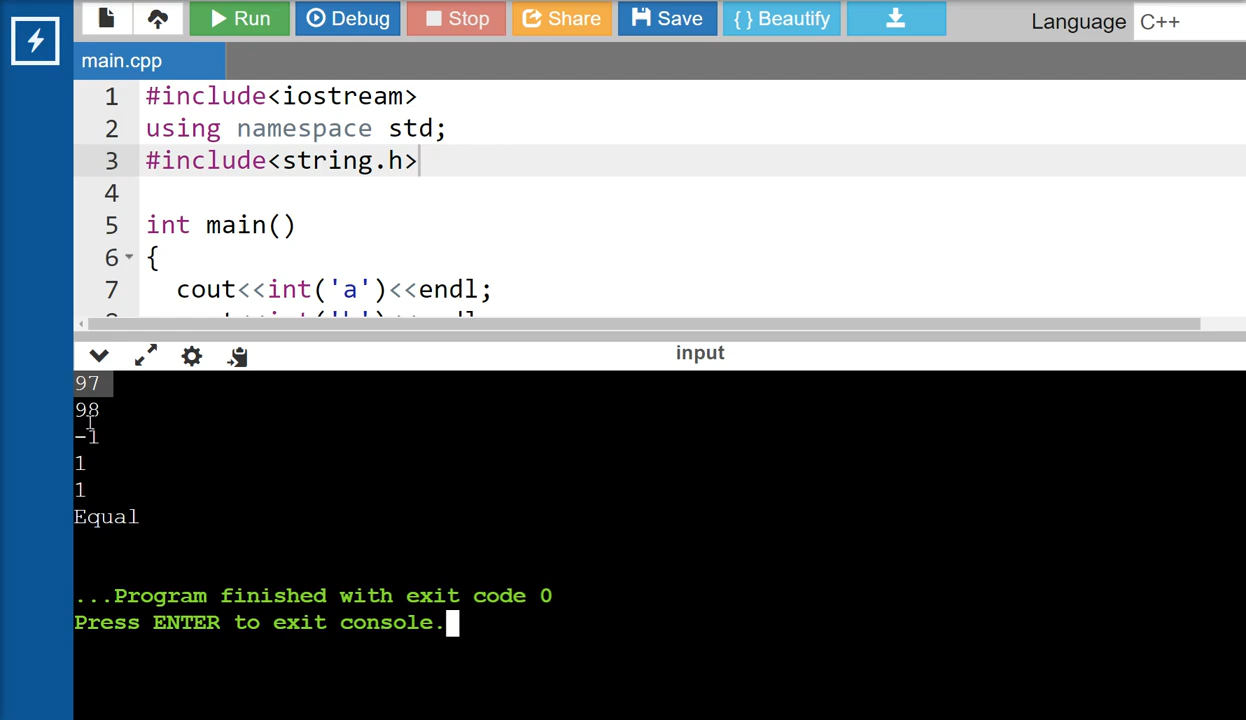 Run Debug Stop Share Save { } Beautify Language C++
main.cpp
1 #include<iostream>
2 using namespace std;
3 #include<string.h>
4
5 int main()
6 {
7 cout<<int('a')<<endl;
input
97
98
-1
1
1
Equal
...Program finished with exit code 0
Press ENTER to exit console.